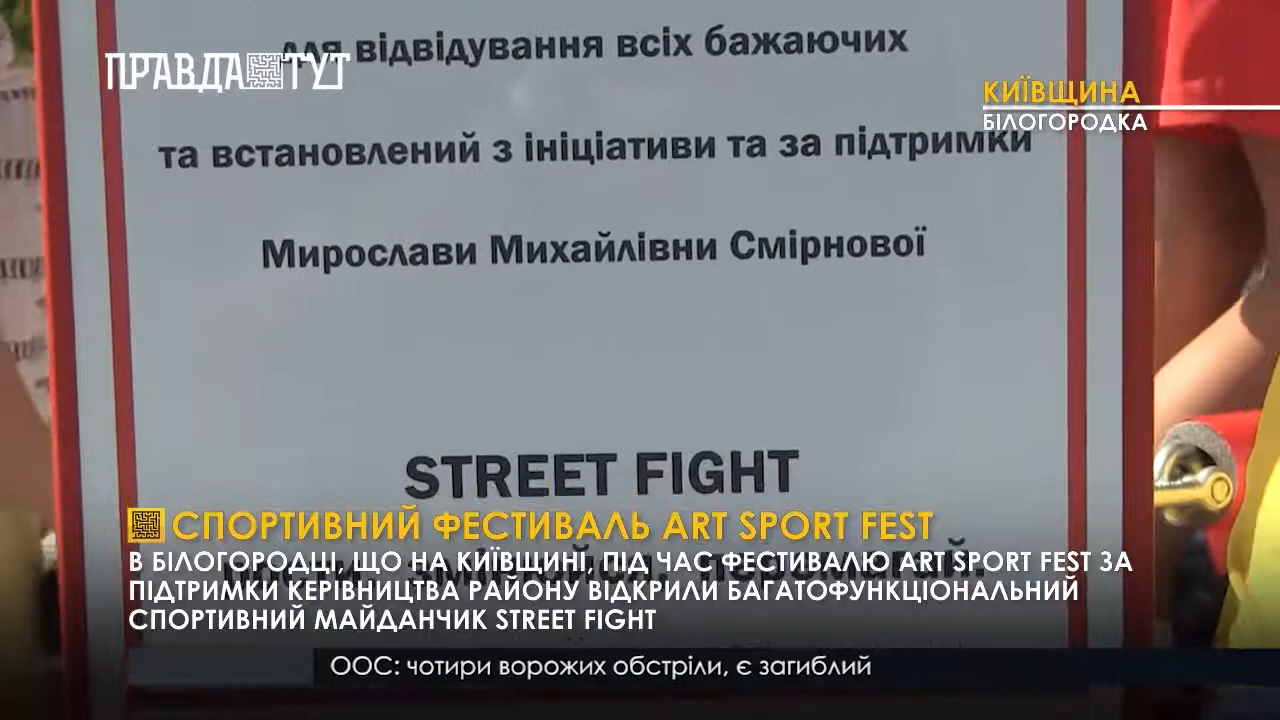 для відвідування всіх бажаючих
ПРАВДА ТУТ
КИЇВЩИНА
БІЛОГОРОДКА
та встановлений з ініціативи та за підтримки
Мирослави Михайлівни Смірнової
STREET FIGHT
СПОРТИВНИЙ ФЕСТИВАЛЬ ART SPORT FEST
В БІЛОГОРОДЦІ, ЩО НА КИЇВЩИНІ, ПІД ЧАС ФЕСТИВАЛЮ ART SPORT FEST ЗА
ПІДТРИМКИ КЕРІВНИЦТВА РАЙОНУ ВІДКРИЛИ БАГАТОФУНКЦІОНАЛЬНИЙ
СПОРТИВНИЙ МАЙДАНЧИК STREET FIGHT
ООС: чотири ворожих обстріли, є загиблий